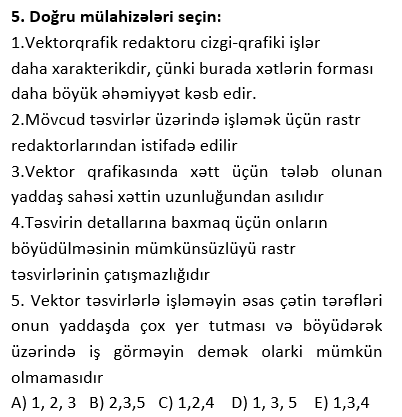 5. Doğru mülahizələri seçin:
1.Vektorqrafik redaktoru cizgi-qrafiki işlər
daha xarakterikdir, çünki burada xətlərin forması
daha böyük əhəmiyyət kəsb edir.
2.Mövcud təsvirlər üzərində işləmək üçün rastr
redaktorlarından istifadə edilir
3.Vektor qrafikasında xətt üçün tələb olunan
yaddaş sahəsi xəttin uzunluğundan asılıdır
4.Təsvirin detallarına baxmaq üçün onların
böyüdülməsinin mümkünsüzlüyü rastr
təsvirlərinin çatışmazlığıdır
5. Vektor təsvirlərlə işləməyin əsas çətin tərəfləri
onun yaddaşda çox yer tutması və böyüdərək
üzərində iş görməyin demək olarki mümkün
olmamasıdır
A) 1, 2, 3 B) 2,3,5 C) 1,2,4 D) 1, 3, 5 E) 1,3,4